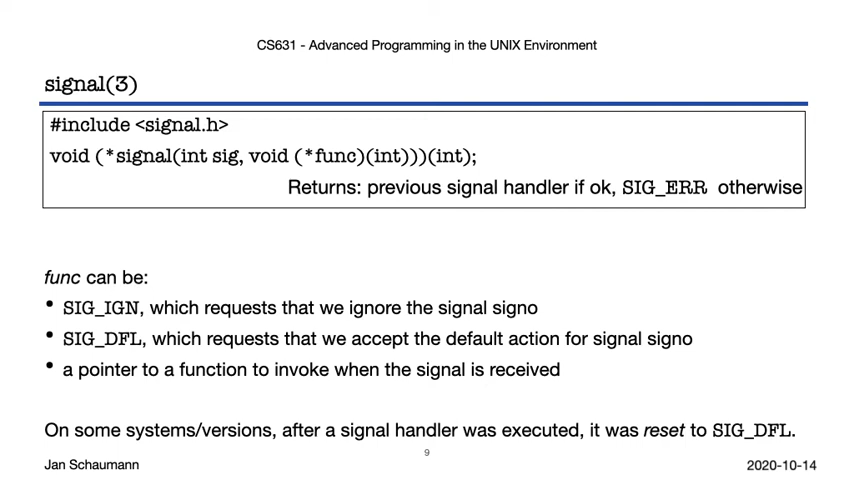 CS631 - Advanced Programming in the UNIX Environment
signal(3)
#include <signal.h>
void (*signal(int sig, void (*func)(int)))(int);
Returns: previous signal handler if ok, SIG_ERR otherwise
func can be:
• SIG_IGN, which requests that we ignore the signal signo
• SIG_DFL, which requests that we accept the default action for signal signo
• a pointer to a function to invoke when the signal is received
On some systems/versions, after a signal handler was executed, it was reset to SIG_DFL.
9
Jan Schaumann
2020-10-14